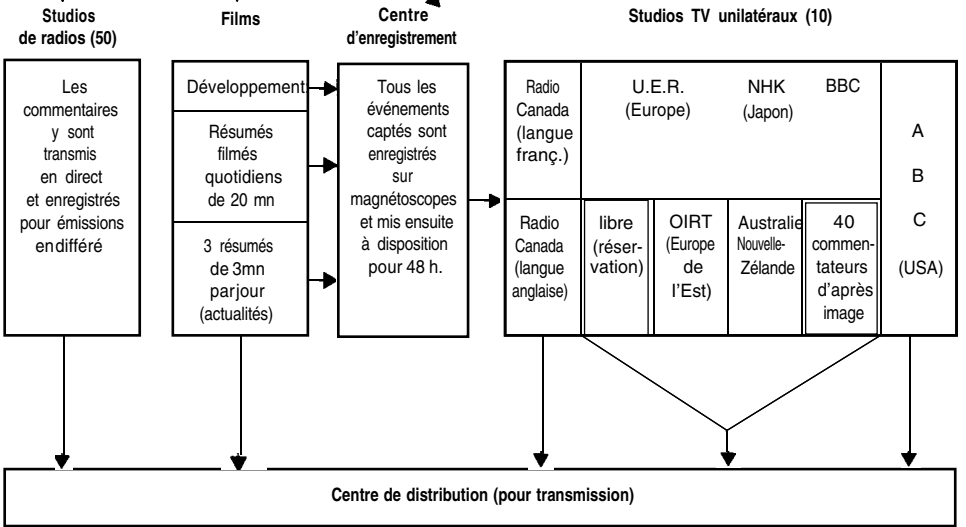 Studios
de radios (50)
Films
Centre
d'enregistrement
Studios TV unilatéraux (10)
Les
commentaires
y sont
transmis
en direct
et enregistrés
pour émissions
en différé
Développement
Résumés
filmés
quotidiens
de 20 mn
3 résumés
de 3mn
par jour
(actualités)
Tous les
événements
captés sont
enregistrés
sur
magnétoscopes
et mis ensuite
à disposition
pour 48 h.
Radio
Canada
(langue
franç.)
U.E.R.
(Europe)
NHK
(Japon)
BBC
Radio
Canada
(langue
anglaise)
libre
(réser-
vation)
OIRT
(Europe
de
l'Est)
Australie
Nouvelle-
Zélande
40
commen-
tateurs
d'après
image
A
B
C
(USA)
Centre de distribution (pour transmission)